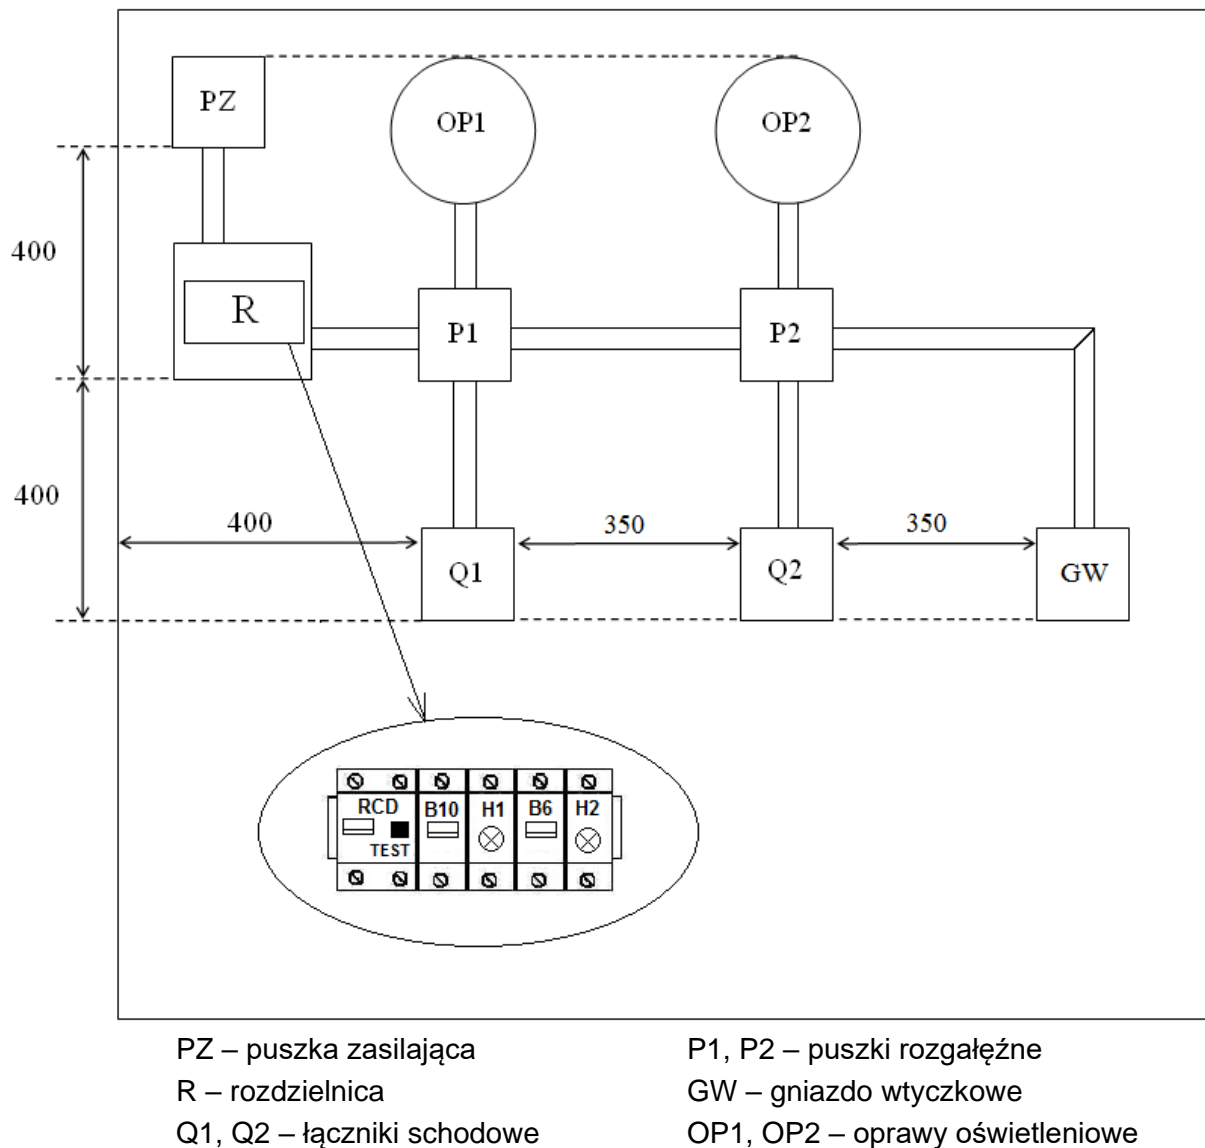 PZ OP1 OP2
400
R P1 P2
400
400 350 350
Q1 Q2 GW
RCD B10 H1 B6 H2
TEST
PZ – puszka zasilająca P1, P2 – puszki rozgałęźne
R – rozdzielnica GW – gniazdo wtyczkowe
Q1, Q2 – łączniki schodowe OP1, OP2 – oprawy oświetleniowe